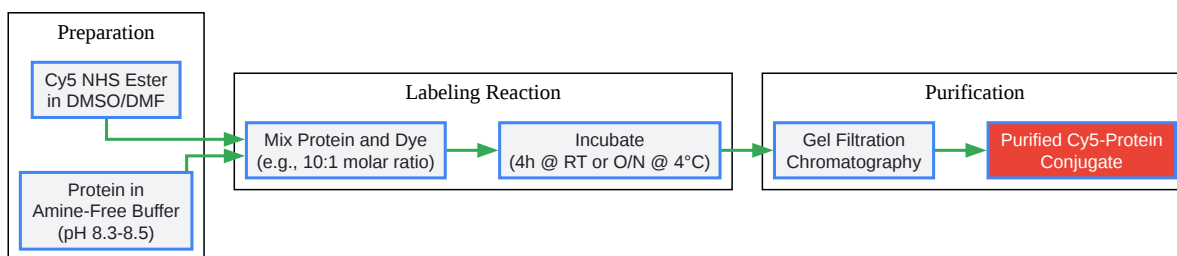 Preparation
Cy5 NHS Ester
in DMSO/DMF
Protein in
Amine-Free Buffer
(pH 8.3-8.5)
Labeling Reaction
Mix Protein and Dye
(e.g., 10:1 molar ratio)
Incubate
(4h @ RT or O/N @ 4°C)
Purification
Gel Filtration
Chromatography
Purified Cy5-Protein
Conjugate